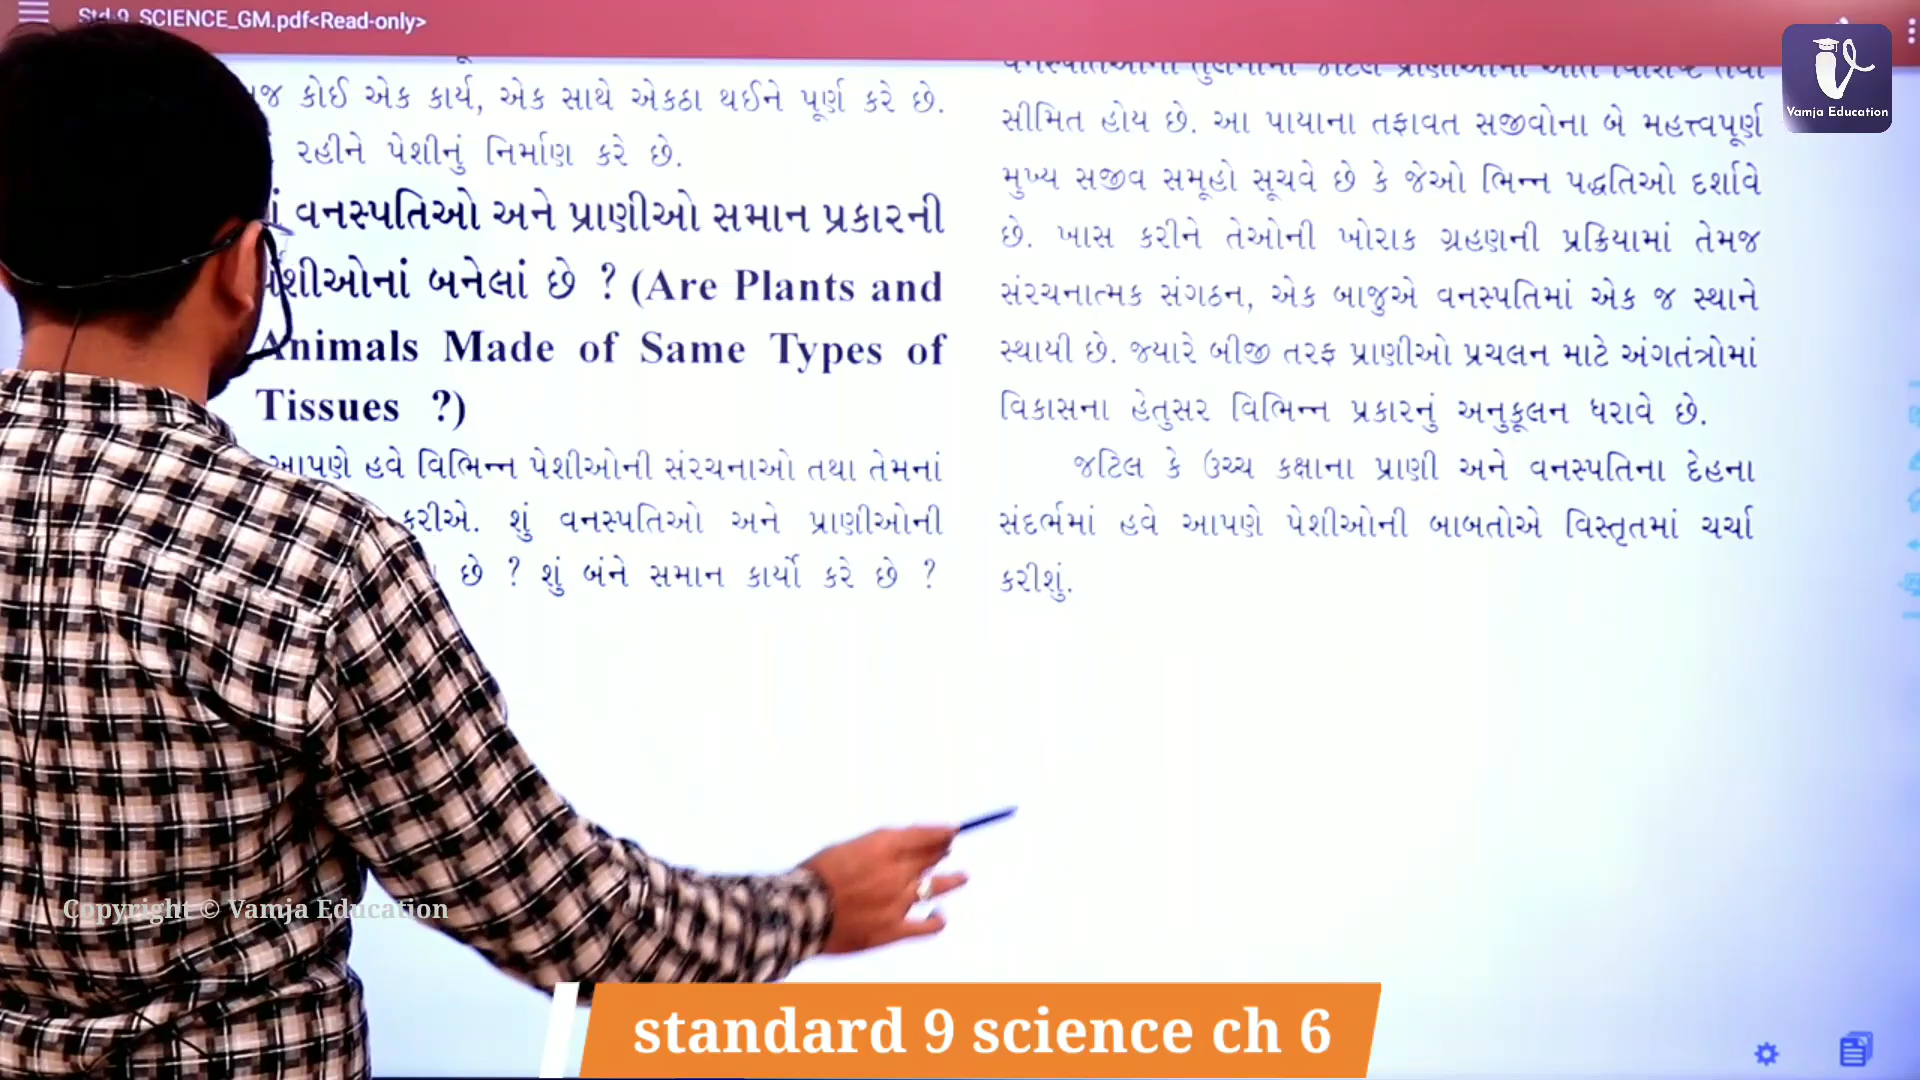 Std-9_SCIENCE_GM.pdf<Read-only>
Vamja Education
કોઈ એક કાર્ય, એક સાથે એકઠા થઈને પૂર્ણ કરે છે.
રહીને પેશીનું નિર્માણ કરે છે.
વનસ્પતિઓ અને પ્રાણીઓ સમાન પ્રકારની
પેશીઓનાં બનેલાં છે ? (Are Plants and
Animals Made of Same Types of
Tissues ?)
આપણે હવે વિભિન્ન પેશીઓની સંરચનાઓ તથા તેમનાં
કરીએ. શું વનસ્પતિઓ અને પ્રાણીઓની
છે ? શું બંને સમાન કાર્યો કરે છે ?
સીમિત હોય છે. આ પાયાના તફાવત સજીવોના બે મહત્ત્વપૂર્ણ
મુખ્ય સજીવ સમૂહો સૂચવે છે કે જેઓ ભિન્ન પદ્ધતિઓ દર્શાવે
છે. ખાસ કરીને તેઓની ખોરાક ગ્રહણની પ્રક્રિયામાં તેમજ
સંરચનાત્મક સંગઠન, એક બાજુએ વનસ્પતિમાં એક જ સ્થાને
સ્થાયી છે. જ્યારે બીજી તરફ પ્રાણીઓ પ્રચલન માટે અંગતંત્રોમાં
વિકાસના હેતુસર વિભિન્ન પ્રકારનું અનુકૂલન ધરાવે છે.
જટિલ કે ઉચ્ચ કક્ષાના પ્રાણી અને વનસ્પતિના દેહના
સંદર્ભમાં હવે આપણે પેશીઓની બાબતોએ વિસ્તૃતમાં ચર્ચા
કરીશું.
Copyright © Vamja Education
standard 9 science ch 6